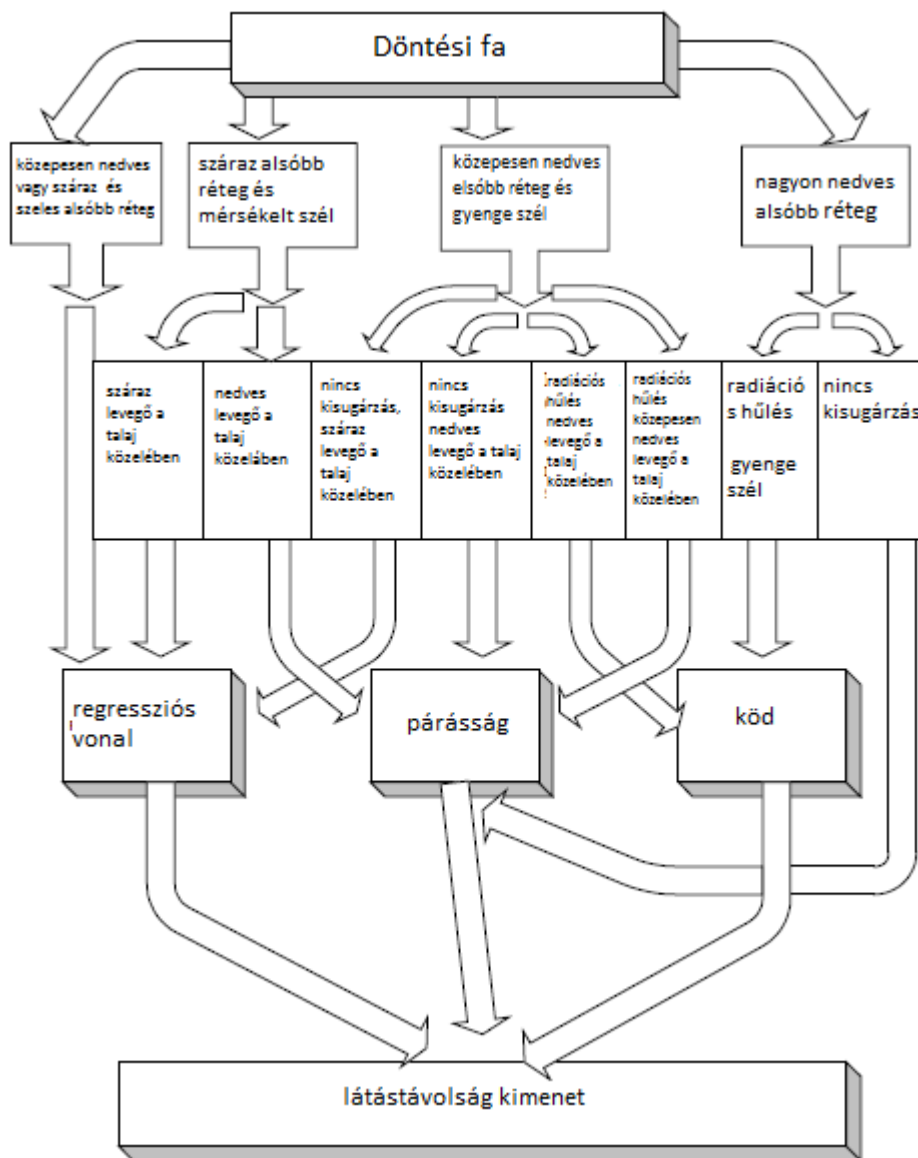 Döntési fa
közepesen nedves
vagy száraz és
szeles alsóbb réteg
száraz alsóbb
réteg és
mérsékelt szél
közepesen nedves
elsőbb réteg és
gyenge szél
nagyon nedves
alsóbb réteg
száraz
levegő a
talaj
közelében
nedves
levegő a
talaj
közelában
nincs
kisugárzás,
száraz
levegő a
talaj
közelében
nincs
kisugárzás
nedves
levegő a talaj
közelében
radiációs
hűlés
nedves
levegő a
talaj
közelében
radiációs
hűlés
közepesen
nedves
levegő a
talaj
közelében
radiáció
s hűlés
gyenge
szél
nincs
kisugárzás
regressziós
vonal
párásság
köd
látástávolság kimenet